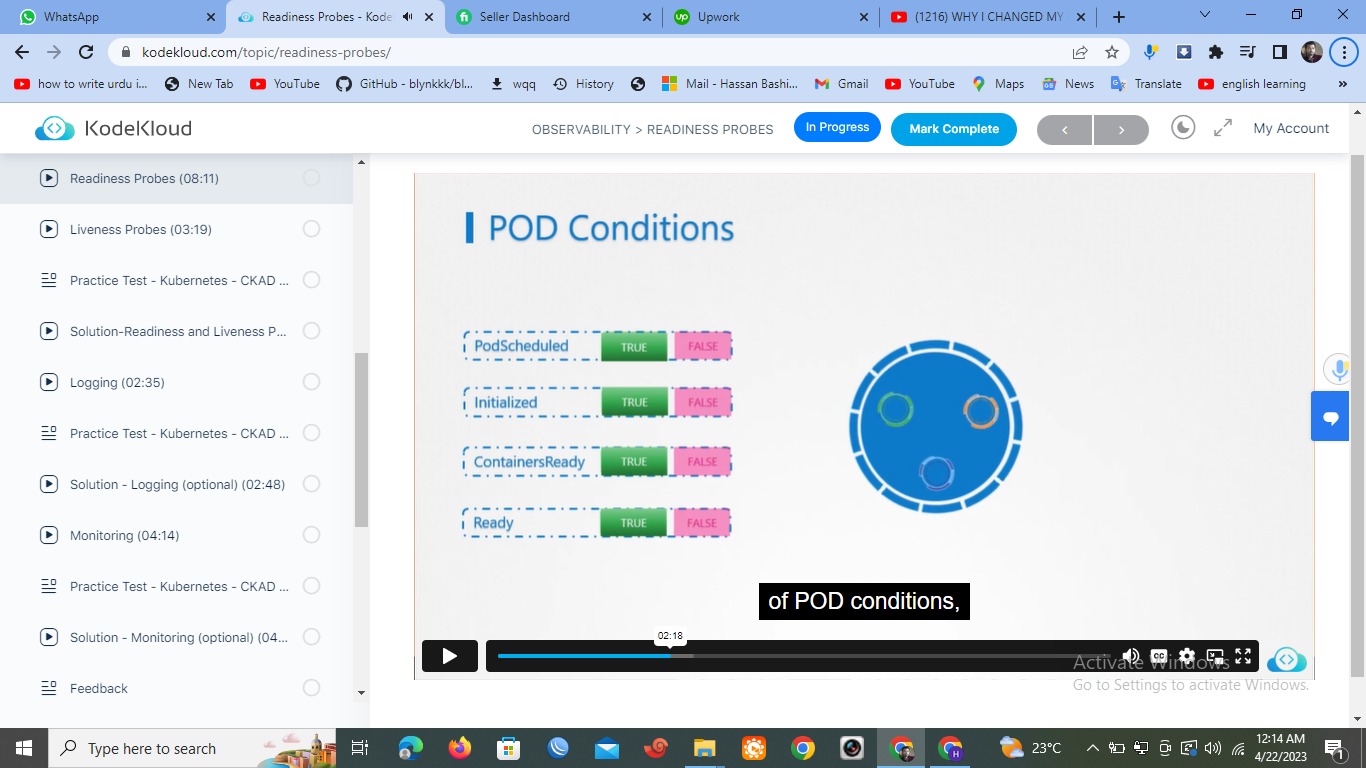 WhatsApp
Readiness Probes - Kode
Seller Dashboard
Upwork
(1216) WHY I CHANGED MY
kodekloud.com/topic/readiness-probes/
how to write urdu i...
New Tab
YouTube
GitHub - blynkkk/bl...
wqq
History
Mail - Hassan Bashi...
Gmail
YouTube
Maps
News
Translate
english learning
»
KodeKloud
OBSERVABILITY > READINESS PROBES
In Progress
Mark Complete
My Account
Readiness Probes (08:11)
Liveness Probes (03:19)
Practice Test - Kubernetes - CKAD ...
Solution-Readiness and Liveness P...
Logging (02:35)
Practice Test - Kubernetes - CKAD ...
Solution - Logging (optional) (02:48)
Monitoring (04:14)
Practice Test - Kubernetes - CKAD ...
Solution - Monitoring (optional) (04...
Feedback
POD Conditions
PodScheduled TRUE FALSE
Initialized TRUE FALSE
ContainersReady TRUE FALSE
Ready TRUE FALSE
of POD conditions,
02:18
CC
Activate Windows
Go to Settings to activate Windows.
Type here to search
23°C
12:14 AM
4/22/2023
1